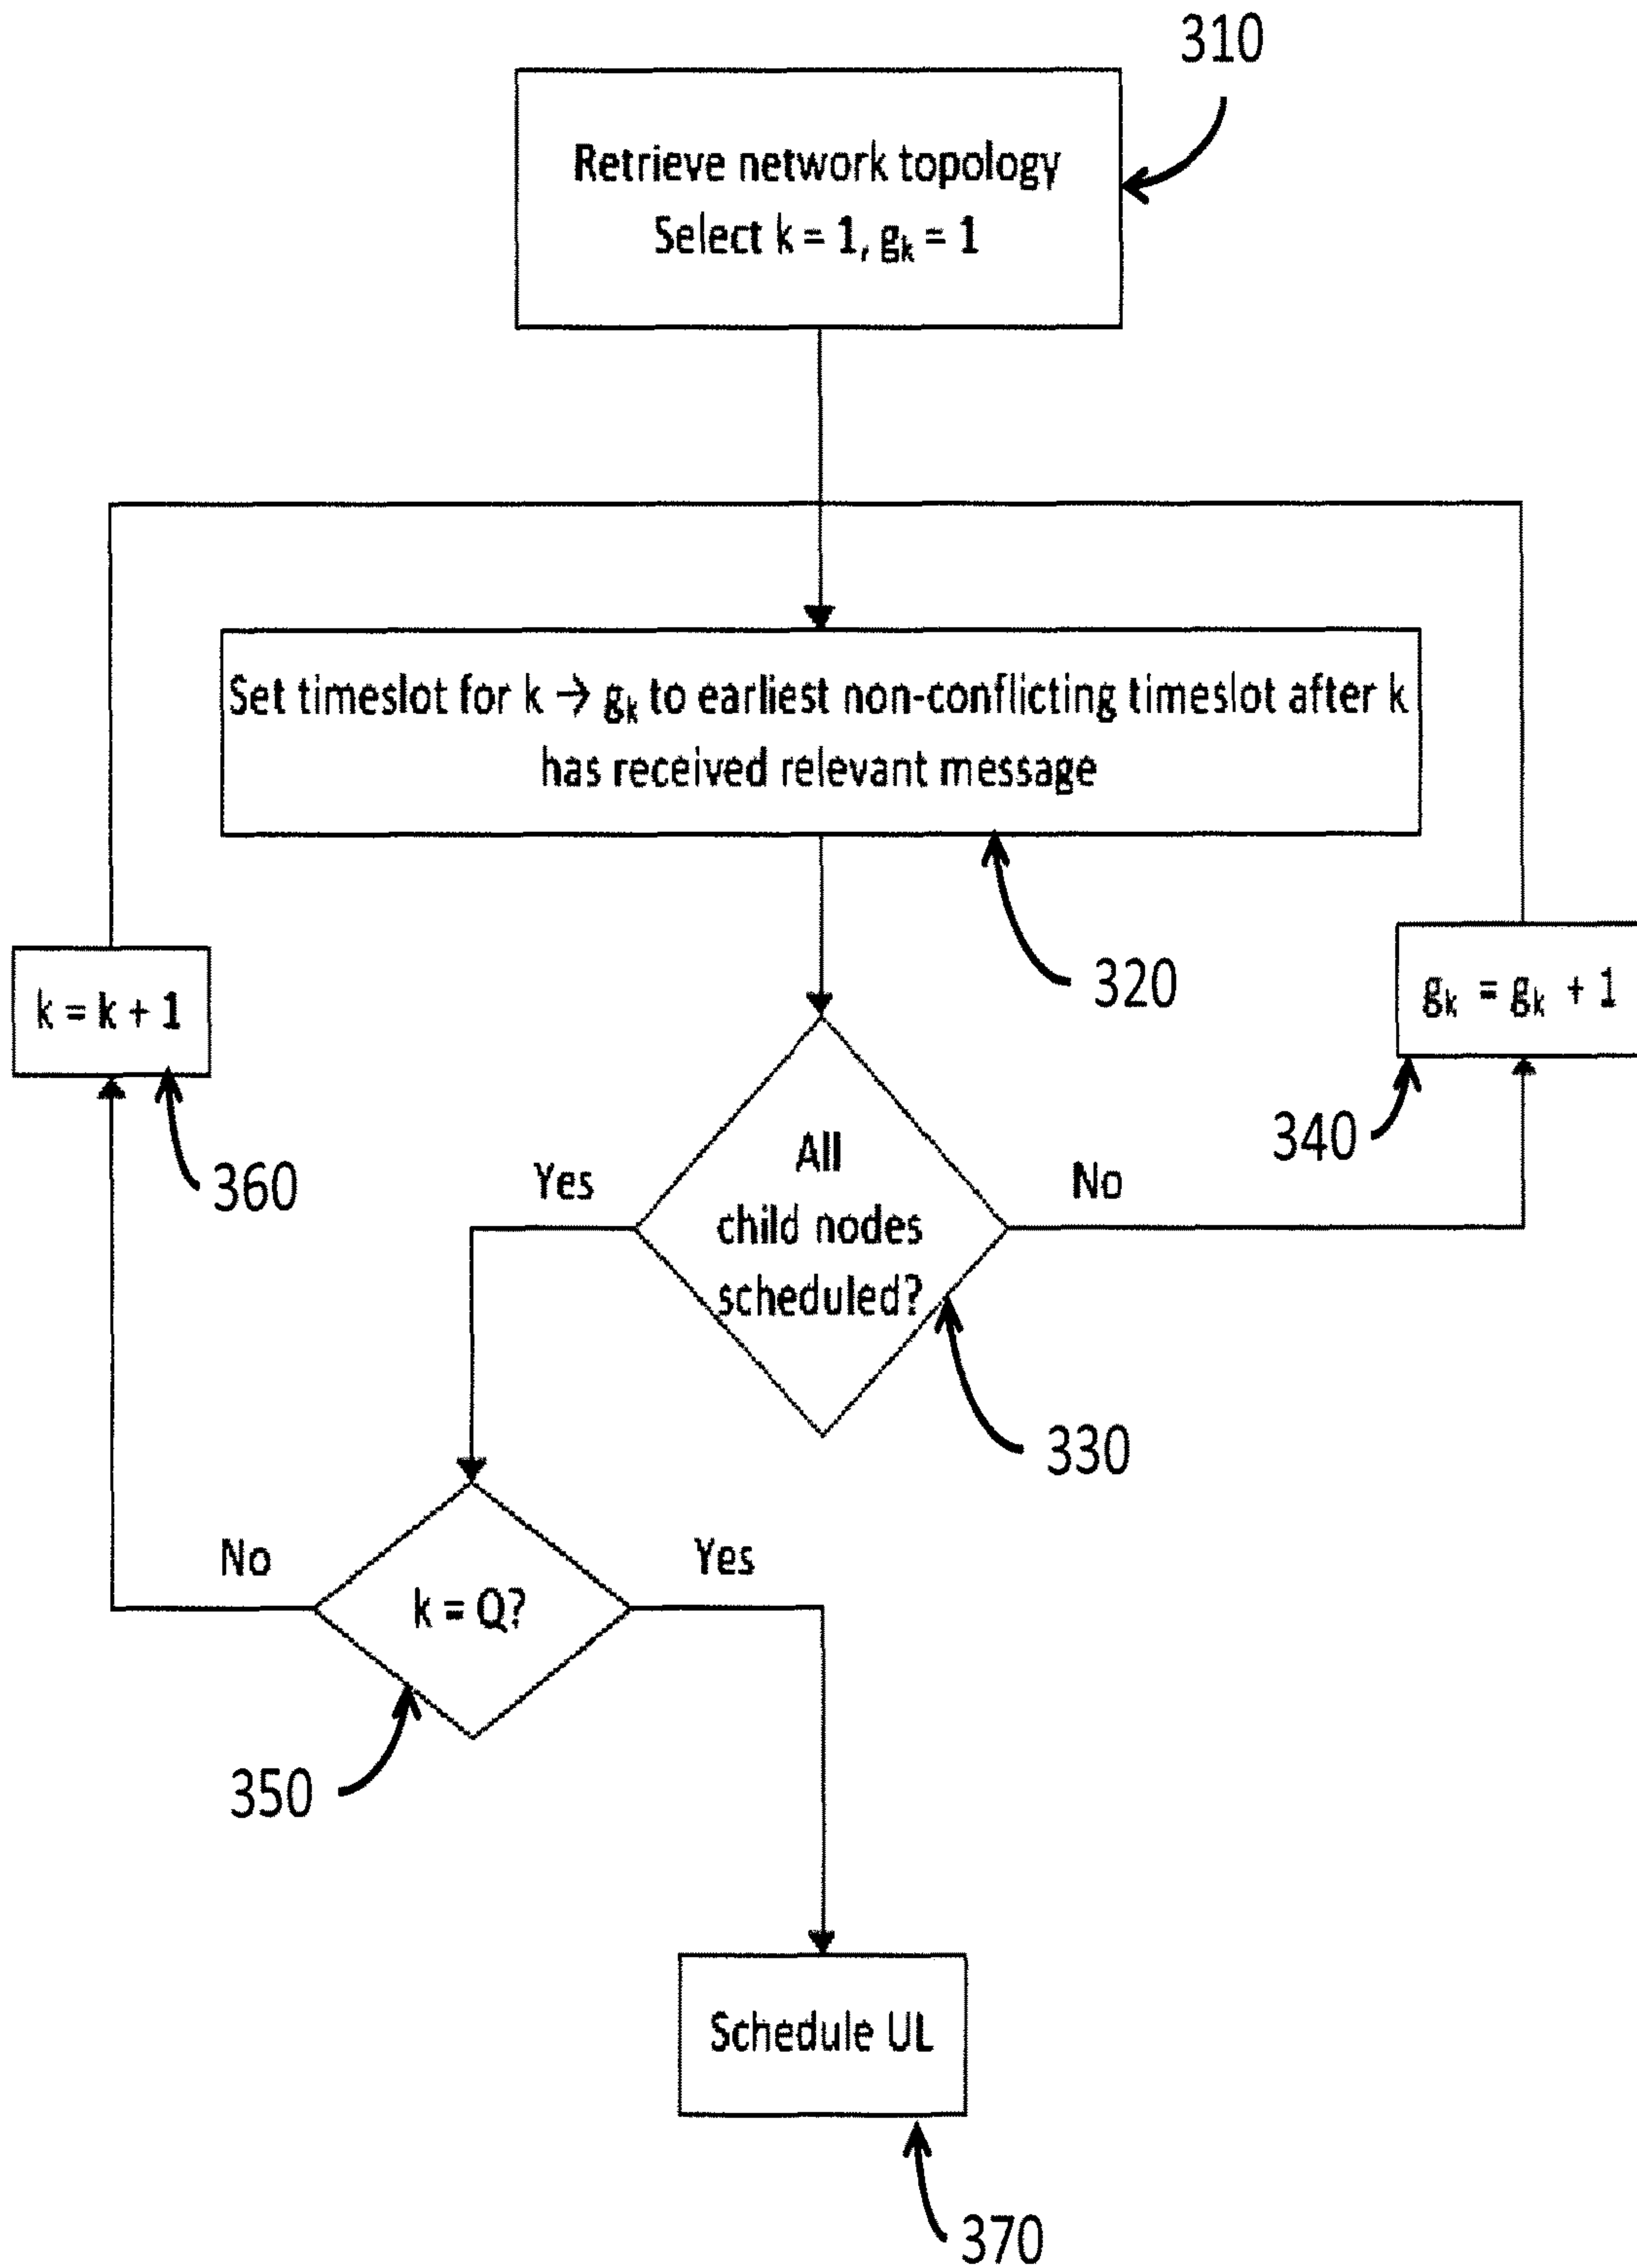 310
Retrieve network topology
Select k = 1, gₖ = 1
Set timeslot for k → gₖ to earliest non-conflicting timeslot after k
has received relevant message
320
k = k + 1
360
gₖ = gₖ + 1
340
All
child nodes
scheduled?
Yes
No
330
k = Q?
No
Yes
350
Schedule UL
370